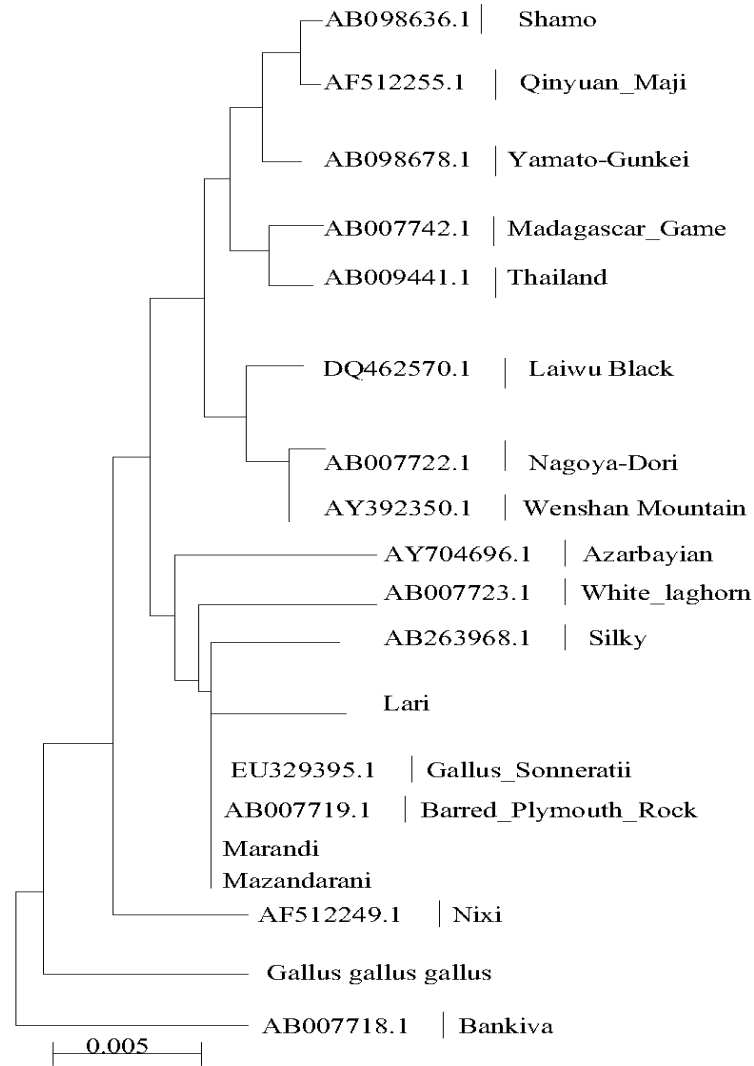 AB098636.1 | Shamo
AF512255.1 | Qinyuan_Maji
AB098678.1 | Yamato-Gunkei
AB007742.1 | Madagascar_Game
AB009441.1 | Thailand
DQ462570.1 | Laiwu Black
AB007722.1 | Nagoya-Dori
AY392350.1 | Wenshan Mountain
AY704696.1 | Azarbayian
AB007723.1 | White_laghorn
AB263968.1 | Silky
Lari
EU329395.1 | Gallus_Sonneratii
AB007719.1 | Barred_Plymouth_Rock
Marandi
Mazandarani
AF512249.1 | Nixi
Gallus gallus gallus
AB007718.1 | Bankiva
0.005